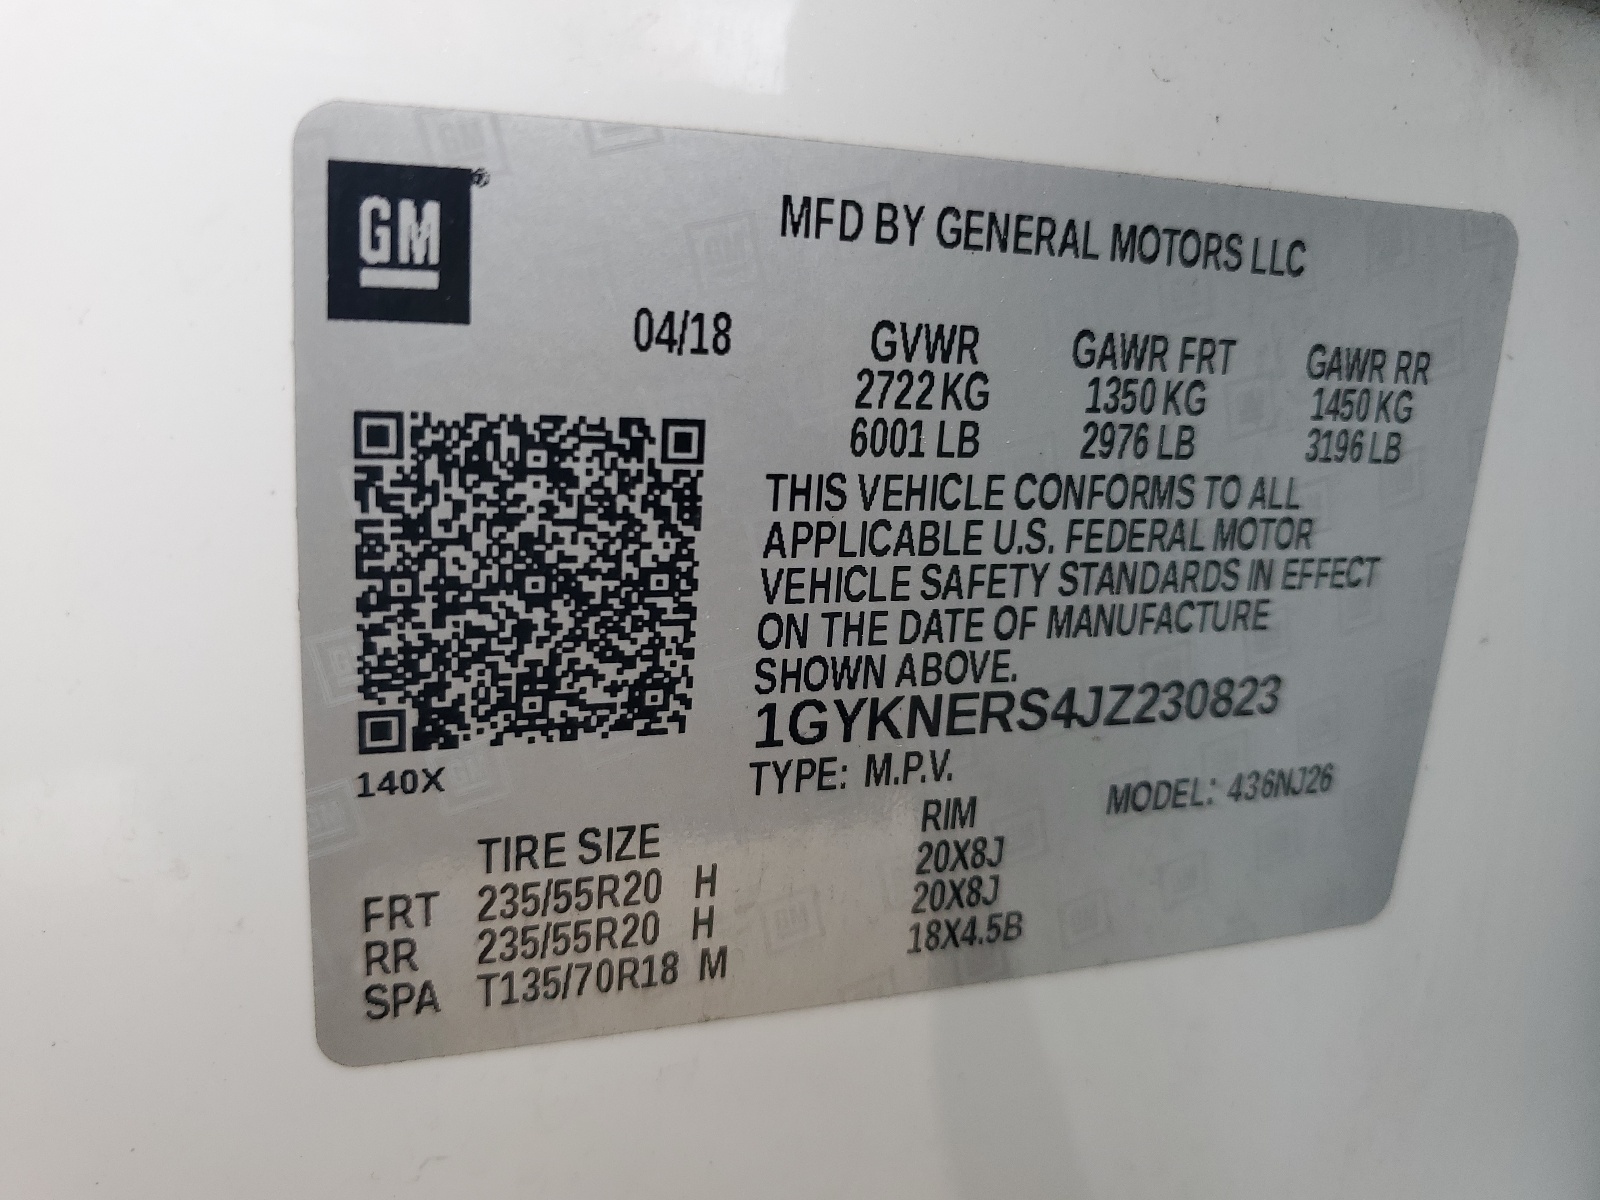 GM®
MFD BY GENERAL MOTORS LLC
04/18
GVWR GAWR FRT GAWR RR
2722 KG 1350 KG 1450 KG
6001 LB 2976 LB 3196 LB
THIS VEHICLE CONFORMS TO ALL
APPLICABLE U.S. FEDERAL MOTOR
VEHICLE SAFETY STANDARDS IN EFFECT
ON THE DATE OF MANUFACTURE
SHOWN ABOVE.
1GYKNERS4JZ230823
140X
TYPE: M.P.V. MODEL: 436NJ26
TIRE SIZE RIM
FRT 235/55R20 H 20X8J
RR 235/55R20 H 20X8J
SPA T135/70R18 M 18X4.5B